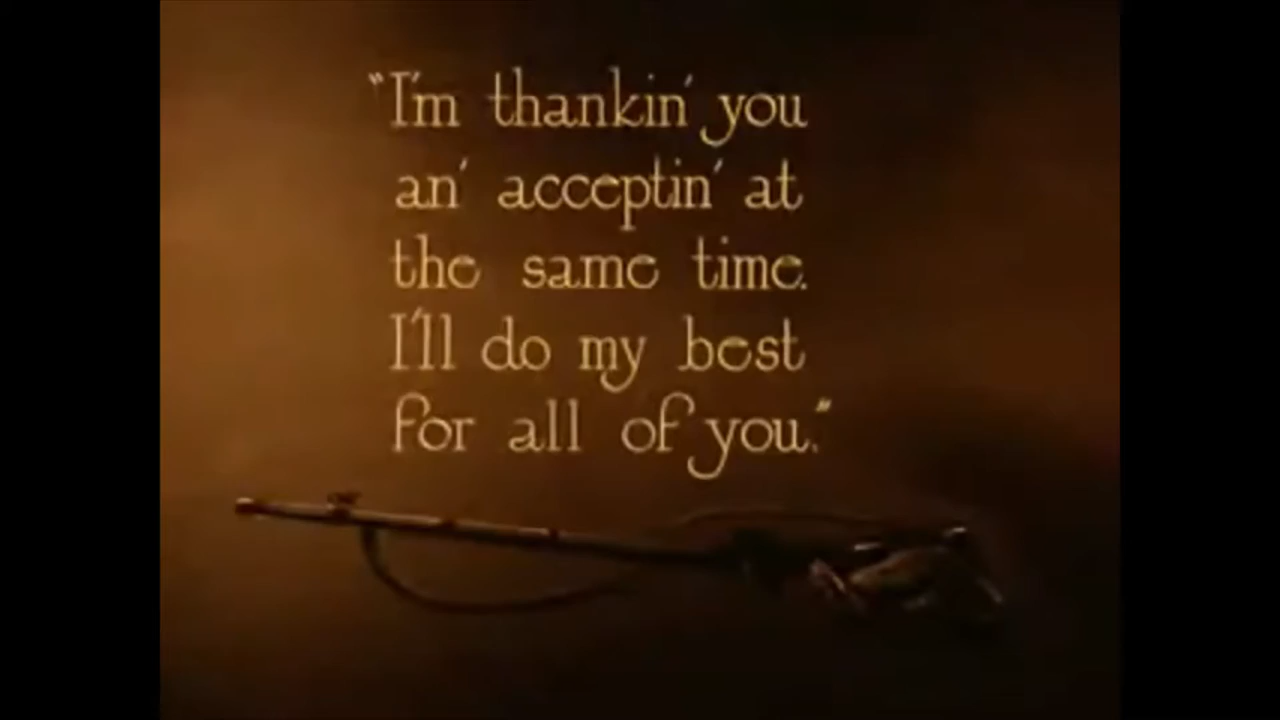 "I'm thankin' you
an' acceptin' at
the same time.
I'll do my best
for all of you."